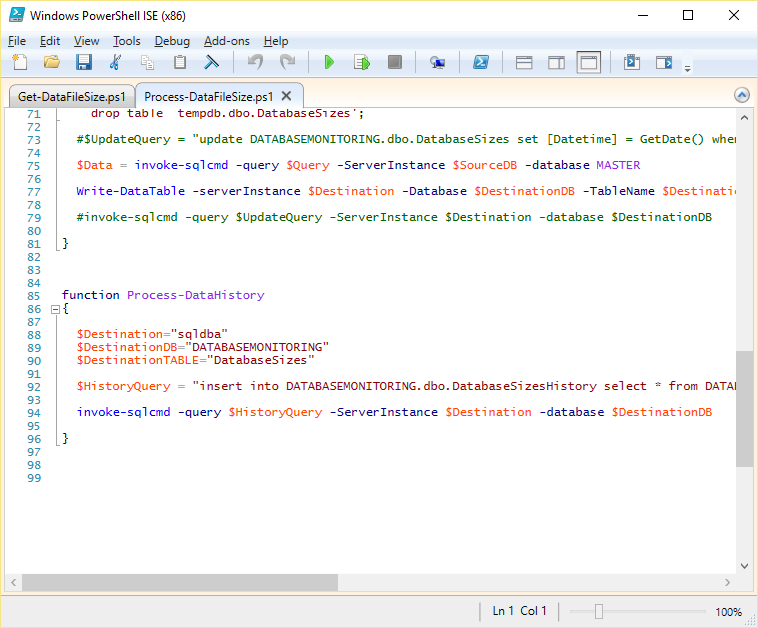 Windows PowerShell ISE (x86)
File Edit View Tools Debug Add-ons Help
Get-DataFileSize.ps1 Process-DataFileSize.ps1
71 drop table tempdb.dbo.DatabaseSizes';
72
73 #$UpdateQuery = "update DATABASEMONITORING.dbo.DatabaseSizes set [Datetime] = GetDate() wher
74
75 $Data = invoke-sqlcmd -query $Query -ServerInstance $SourceDB -database MASTER
76
77 Write-DataTable -serverInstance $Destination -Database $DestinationDB -TableName $Destinatio
78
79 #invoke-sqlcmd -query $UpdateQuery -ServerInstance $Destination -database $DestinationDB
80
81 }
82
83
84
85 function Process-DataHistory
86 {
87
88 $Destination="sqldba"
89 $DestinationDB="DATABASEMONITORING"
90 $DestinationTABLE="DatabaseSizes"
91
92 $HistoryQuery = "insert into DATABASEMONITORING.dbo.DatabaseSizesHistory select * from DATAB
93
94 invoke-sqlcmd -query $HistoryQuery -ServerInstance $Destination -database $DestinationDB
95
96 }
97
98
99
Ln 1 Col 1 100%